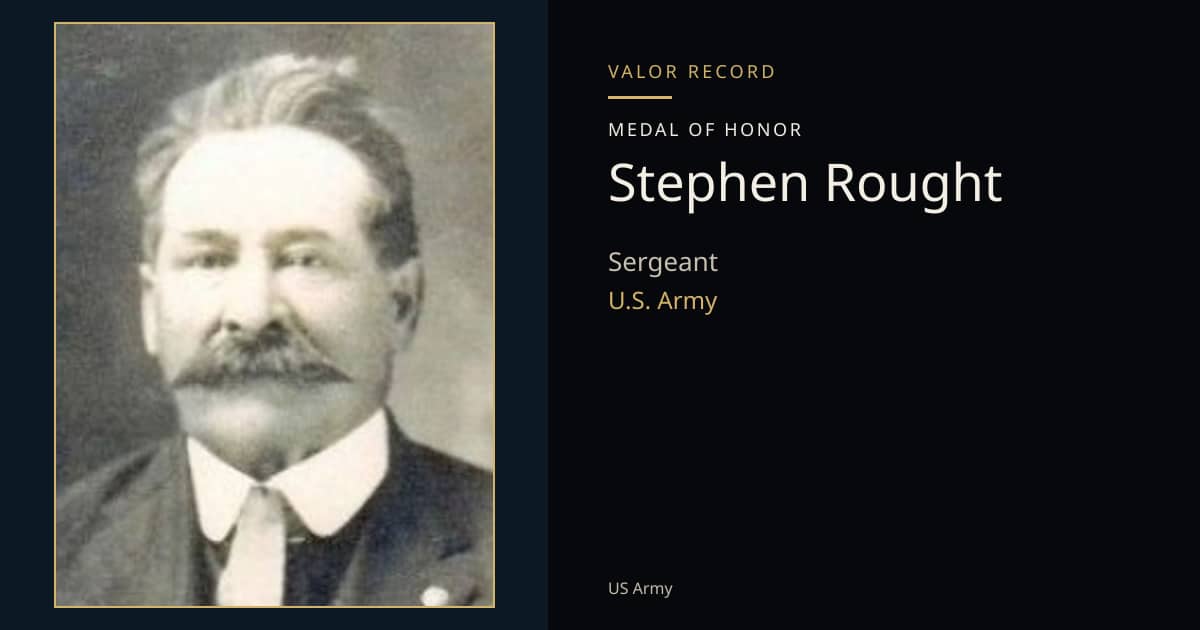 VALOR RECORD
MEDAL OF HONOR
Stephen Rought
Sergeant
U.S. Army
US Army